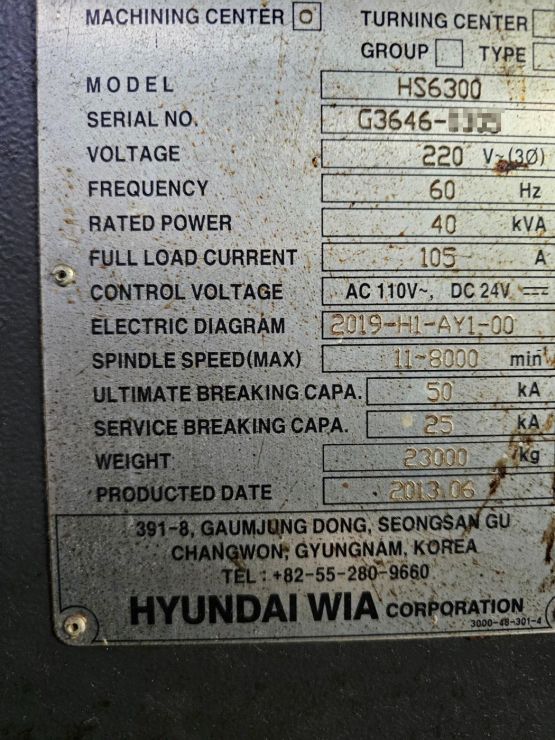 MACHINING CENTER O TURNING CENTER
GROUP TYPE
MODEL HS6300
SERIAL NO. G3646-
VOLTAGE 220 V~(3Ø)
FREQUENCY 60 Hz
RATED POWER 40 kVA
FULL LOAD CURRENT 105 A
CONTROL VOLTAGE AC 110V~, DC 24V ⎓
ELECTRIC DIAGRAM 2019-H1-AY1-00
SPINDLE SPEED(MAX) 11-8000 min
ULTIMATE BREAKING CAPA. 50 kA
SERVICE BREAKING CAPA. 25 kA
WEIGHT 23000 kg
PRODUCTED DATE 2013.06
391-8, GAUMJUNG DONG, SEONGSAN GU
CHANGWON, GYUNGNAM, KOREA
TEL : +82-55-280-9660
HYUNDAI WIA CORPORATION
3000-48-301-4